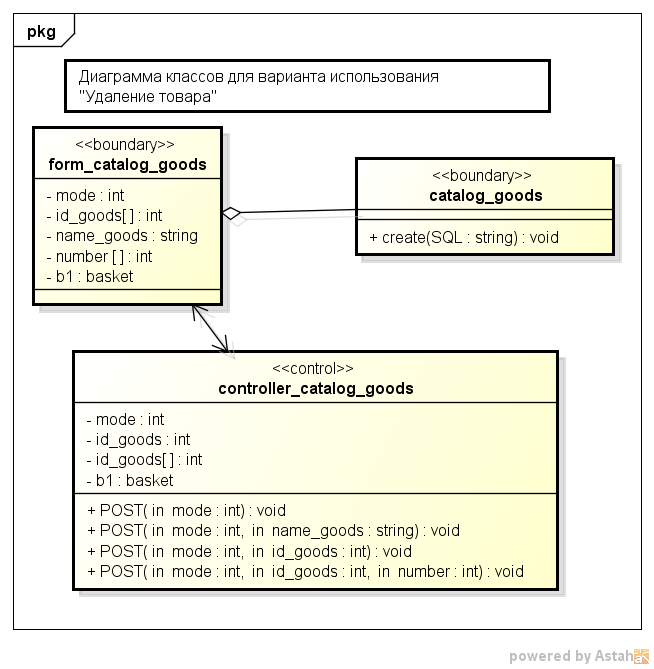 pkg
Диаграмма классов для варианта использования
"Удаление товара"
<<boundary>>
form_catalog_goods
- mode : int
- id_goods[ ] : int
- name_goods : string
- number [ ] : int
- b1 : basket
<<boundary>>
catalog_goods
+ create(SQL : string) : void
<<control>>
controller_catalog_goods
- mode : int
- id_goods : int
- id_goods[ ] : int
- b1 : basket
+ POST( in mode : int) : void
+ POST( in mode : int, in name_goods : string) : void
+ POST( in mode : int, in id_goods : int) : void
+ POST( in mode : int, in id_goods : int, in number : int) : void
powered by Astah